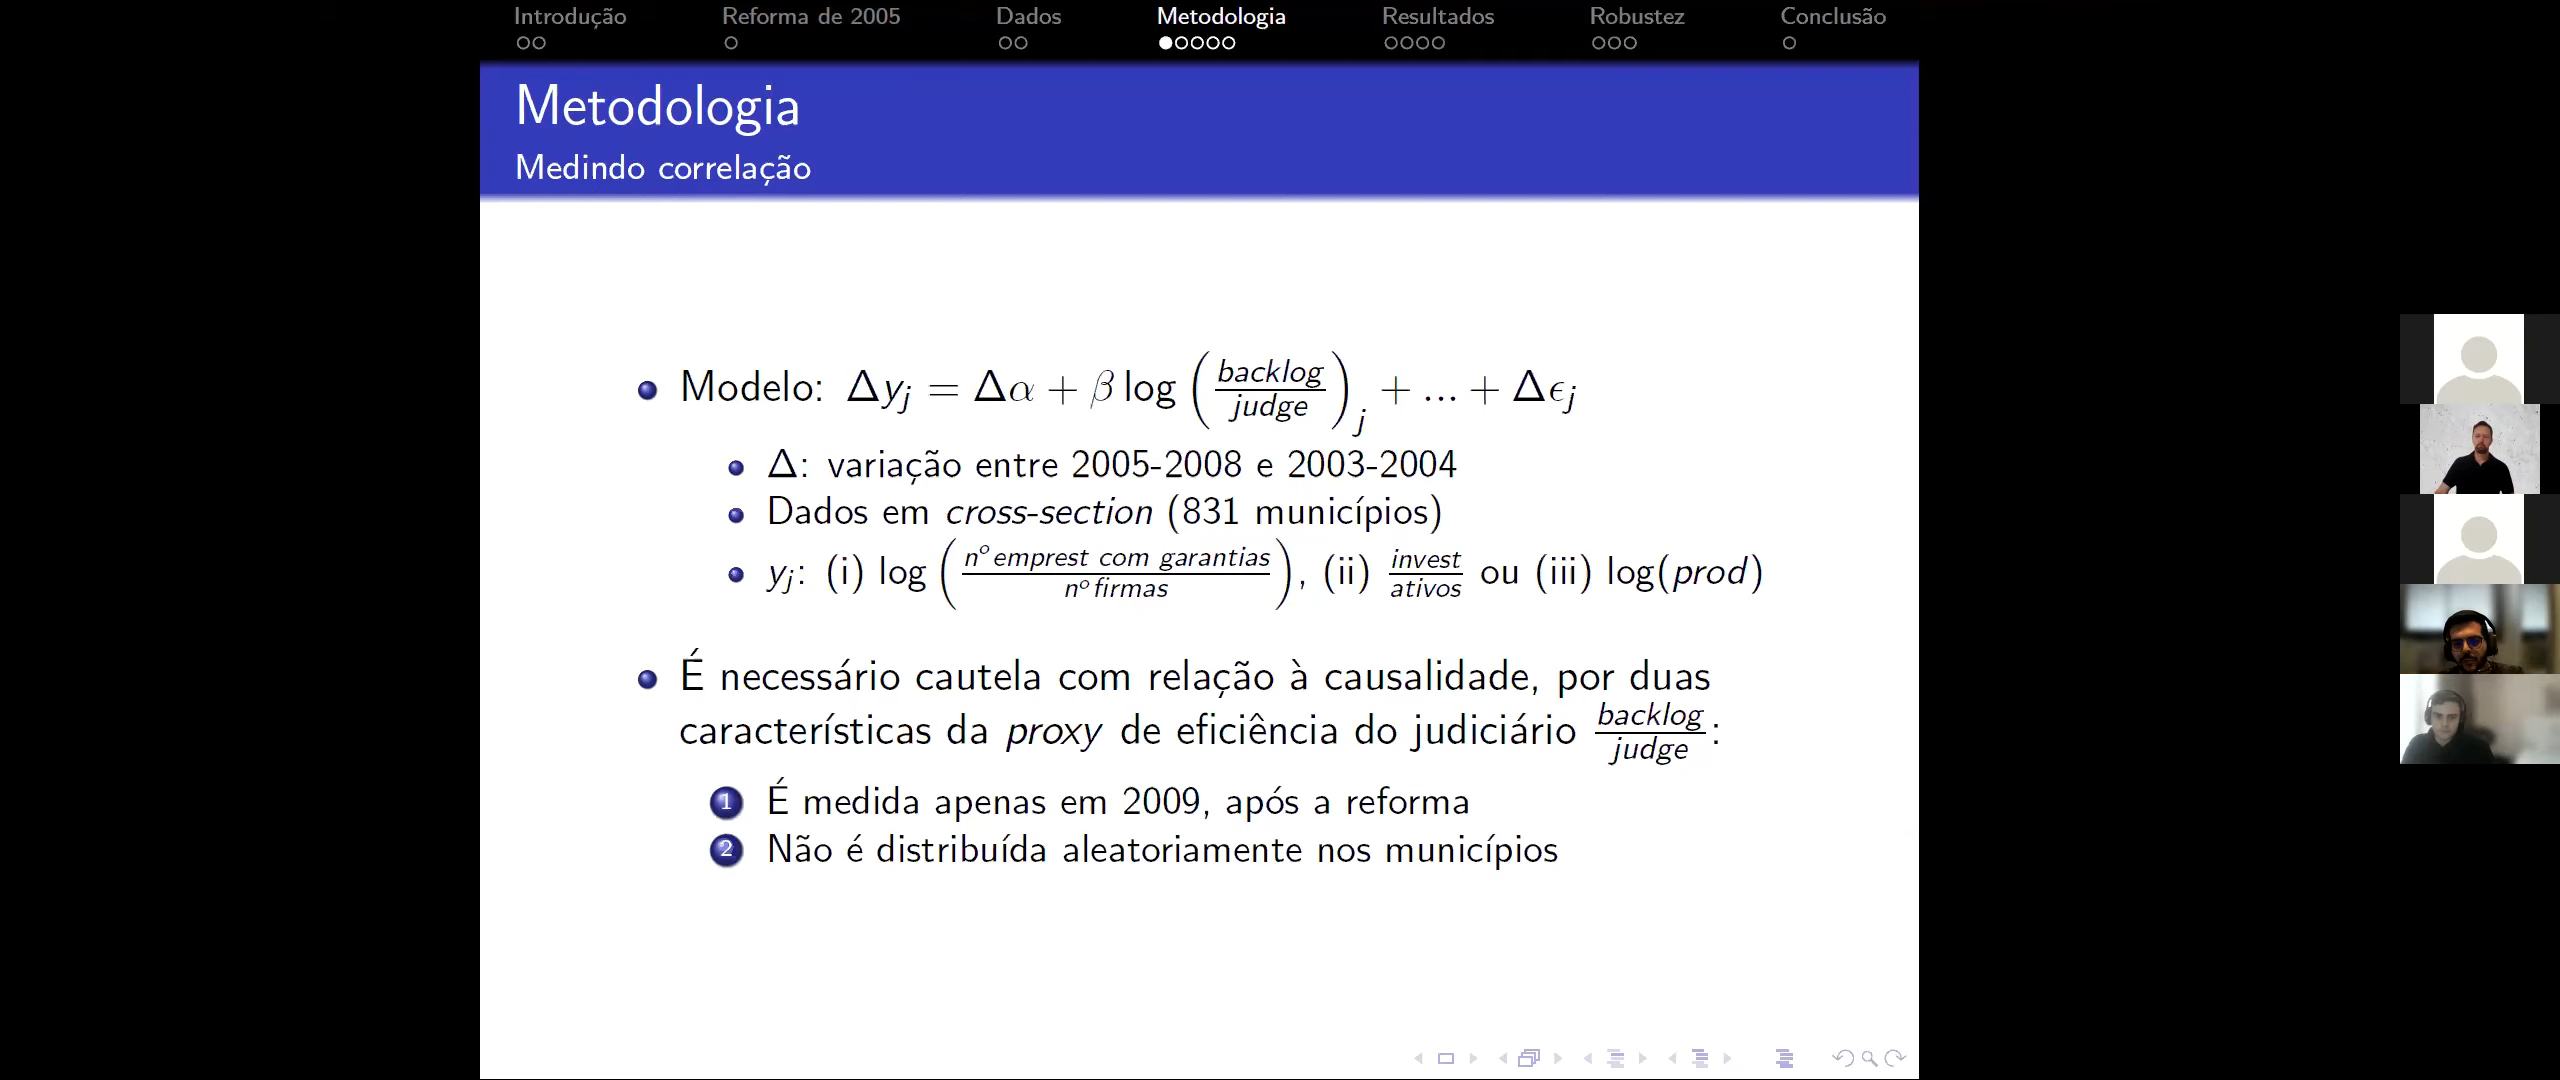 Introdução Reforma de 2005 Dados Metodologia Resultados Robustez Conclusão
Metodologia
Medindo correlação
Modelo: Δy_j = Δα + β log (backlog/judge)_j + ... + Δϵ_j
Δ: variação entre 2005-2008 e 2003-2004
Dados em cross-section (831 municípios)
y_j: (i) log (nº emprest com garantias/nº firmas), (ii) invest/ativos ou (iii) log(prod)
É necessário cautela com relação à causalidade, por duas
características da proxy de eficiência do judiciário backlog/judge:
1 É medida apenas em 2009, após a reforma
2 Não é distribuída aleatoriamente nos municípios